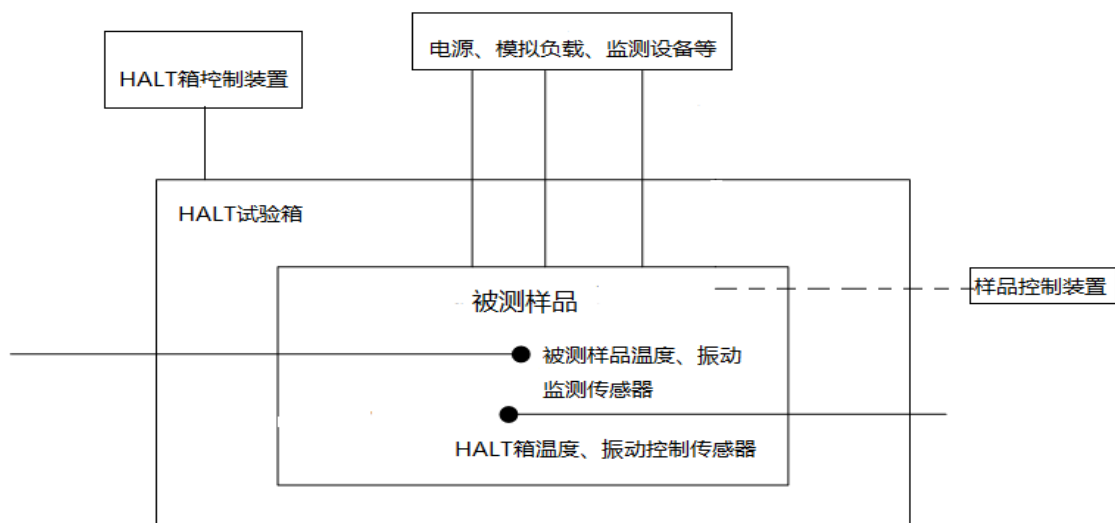 电源、模拟负载、监测设备等
HALT箱控制装置
HALT试验箱
样品控制装置
被测样品
被测样品温度、振动
监测传感器
HALT箱温度、振动控制传感器